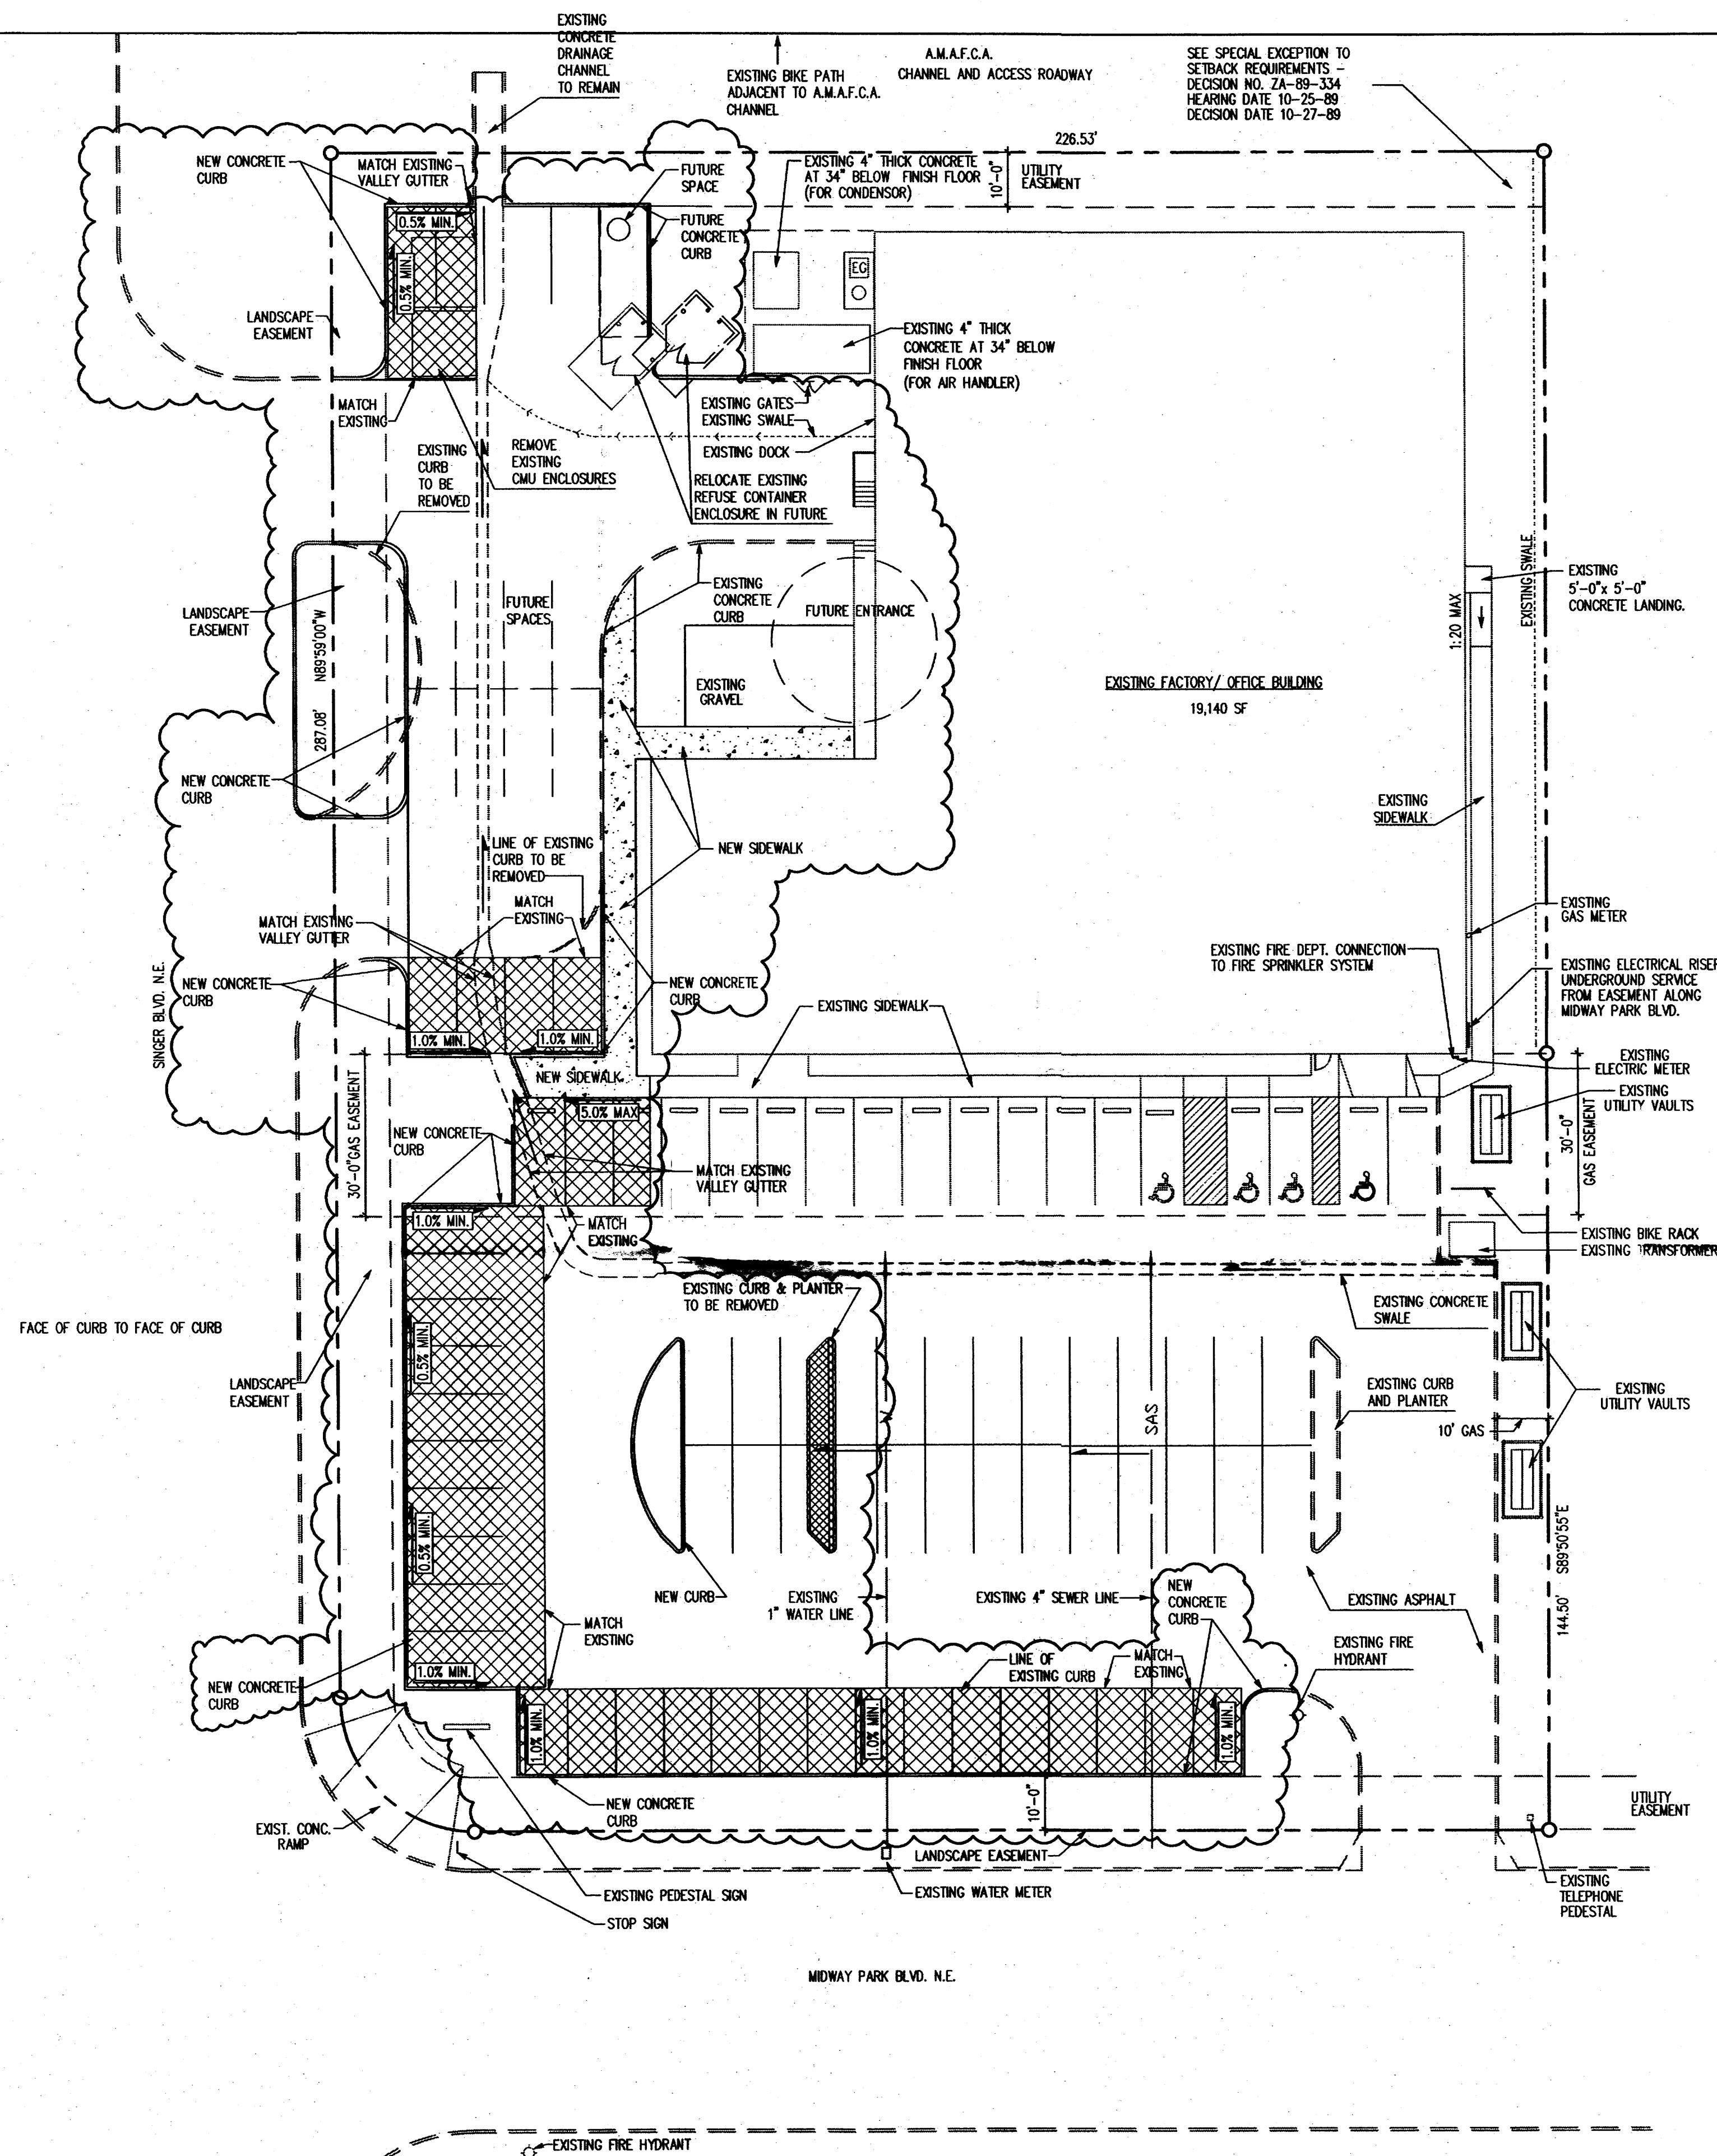 EXISTING
CONCRETE
DRAINAGE
CHANNEL
TO REMAIN
EXISTING BIKE PATH
ADJACENT TO A.M.A.F.C.A.
CHANNEL
A.M.A.F.C.A.
CHANNEL AND ACCESS ROADWAY
SEE SPECIAL EXCEPTION TO
SETBACK REQUIREMENTS -
DECISION NO. ZA-89-334
HEARING DATE 10-25-89
DECISION DATE 10-27-89
226.53'
NEW CONCRETE
CURB
MATCH EXISTING
VALLEY GUTTER
FUTURE
SPACE
EXISTING 4" THICK CONCRETE
AT 34" BELOW FINISH FLOOR
(FOR CONDENSOR)
10'-0"
UTILITY
EASEMENT
0.5% MIN.
0.5% MIN.
FUTURE
CONCRETE
CURB
EG
LANDSCAPE
EASEMENT
EXISTING 4" THICK
CONCRETE AT 34" BELOW
FINISH FLOOR
(FOR AIR HANDLER)
MATCH
EXISTING
EXISTING GATES
EXISTING SWALE
EXISTING DOCK
EXISTING
CURB
TO BE
REMOVED
REMOVE
EXISTING
CMU ENCLOSURES
RELOCATE EXISTING
REFUSE CONTAINER
ENCLOSURE IN FUTURE
LANDSCAPE
EASEMENT
N89°59'00"W
287.08'
FUTURE
SPACES
EXISTING
CONCRETE
CURB
FUTURE ENTRANCE
1:20 MAX
EXISTING SWALE
EXISTING
5'-0"x 5'-0"
CONCRETE LANDING.
EXISTING
GRAVEL
EXISTING FACTORY/ OFFICE BUILDING
19,140 SF
NEW CONCRETE
CURB
EXISTING
SIDEWALK
LINE OF EXISTING
CURB TO BE
REMOVED
NEW SIDEWALK
MATCH
EXISTING
MATCH EXISTING
VALLEY GUTTER
EXISTING
GAS METER
EXISTING FIRE DEPT. CONNECTION
TO FIRE SPRINKLER SYSTEM
SINGER BLVD. N.E.
NEW CONCRETE
CURB
NEW CONCRETE
CURB
EXISTING SIDEWALK
EXISTING ELECTRICAL RISER
UNDERGROUND SERVICE
FROM EASEMENT ALONG
MIDWAY PARK BLVD.
1.0% MIN.
1.0% MIN.
EXISTING
ELECTRIC METER
NEW SIDEWALK
5.0% MAX
EXISTING
UTILITY VAULTS
30'-0"GAS EASEMENT
NEW CONCRETE
CURB
30'-0"
GAS EASEMENT
MATCH EXISTING
VALLEY GUTTER
1.0% MIN.
MATCH
EXISTING
EXISTING BIKE RACK
EXISTING TRANSFORMER
EXISTING CURB & PLANTER
TO BE REMOVED
EXISTING CONCRETE
SWALE
FACE OF CURB TO FACE OF CURB
0.5% MIN.
LANDSCAPE
EASEMENT
EXISTING CURB
AND PLANTER
EXISTING
UTILITY VAULTS
SAS
10' GAS
0.5% MIN.
S89°50'55"E
144.50'
NEW CURB
EXISTING
1" WATER LINE
EXISTING 4" SEWER LINE
NEW
CONCRETE
CURB
EXISTING ASPHALT
MATCH
EXISTING
EXISTING FIRE
HYDRANT
LINE OF
EXISTING CURB
MATCH
EXISTING
1.0% MIN.
NEW CONCRETE
CURB
1.0% MIN.
1.0% MIN.
1.0% MIN.
NEW CONCRETE
CURB
10'-0"
UTILITY
EASEMENT
EXIST. CONC.
RAMP
LANDSCAPE EASEMENT
EXISTING PEDESTAL SIGN
EXISTING WATER METER
EXISTING
TELEPHONE
PEDESTAL
STOP SIGN
MIDWAY PARK BLVD. N.E.
EXISTING FIRE HYDRANT